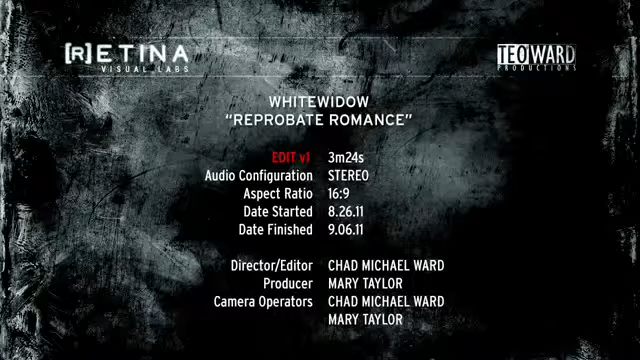 [R]ETINA
VISUAL LABS
TEOWARD
PRODUCTIONS
WHITEWIDOW
“REPROBATE ROMANCE”
EDIT v1 3m24s
Audio Configuration STEREO
Aspect Ratio 16:9
Date Started 8.26.11
Date Finished 9.06.11
Director/Editor CHAD MICHAEL WARD
Producer MARY TAYLOR
Camera Operators CHAD MICHAEL WARD
MARY TAYLOR